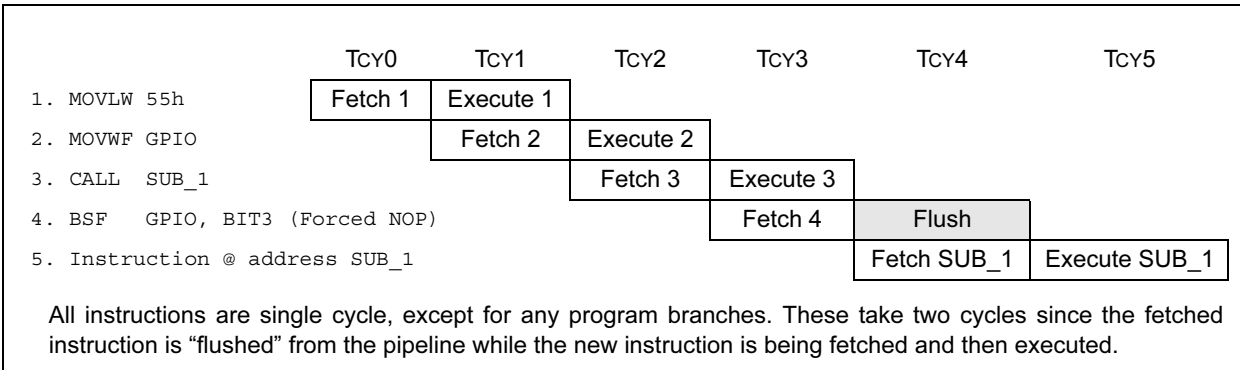 TCY0 TCY1 TCY2 TCY3 TCY4 TCY5
1. MOVLW 55h Fetch 1 Execute 1
2. MOVWF GPIO Fetch 2 Execute 2
3. CALL SUB_1 Fetch 3 Execute 3
4. BSF GPIO, BIT3 (Forced NOP) Fetch 4 Flush
5. Instruction @ address SUB_1 Fetch SUB_1 Execute SUB_1
All instructions are single cycle, except for any program branches. These take two cycles since the fetched
instruction is “flushed” from the pipeline while the new instruction is being fetched and then executed.